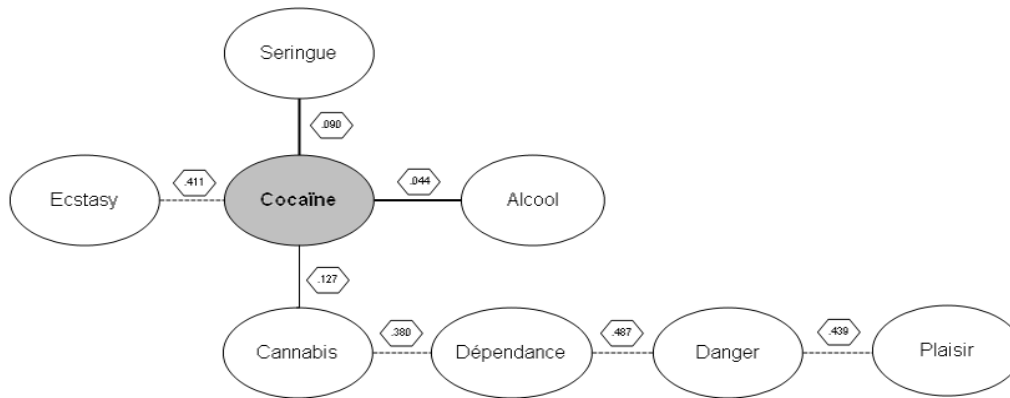 Seringue
.090
Ecstasy
.411
Cocaïne
.044
Alcool
.127
Cannabis
.380
Dépendance
.487
Danger
.439
Plaisir